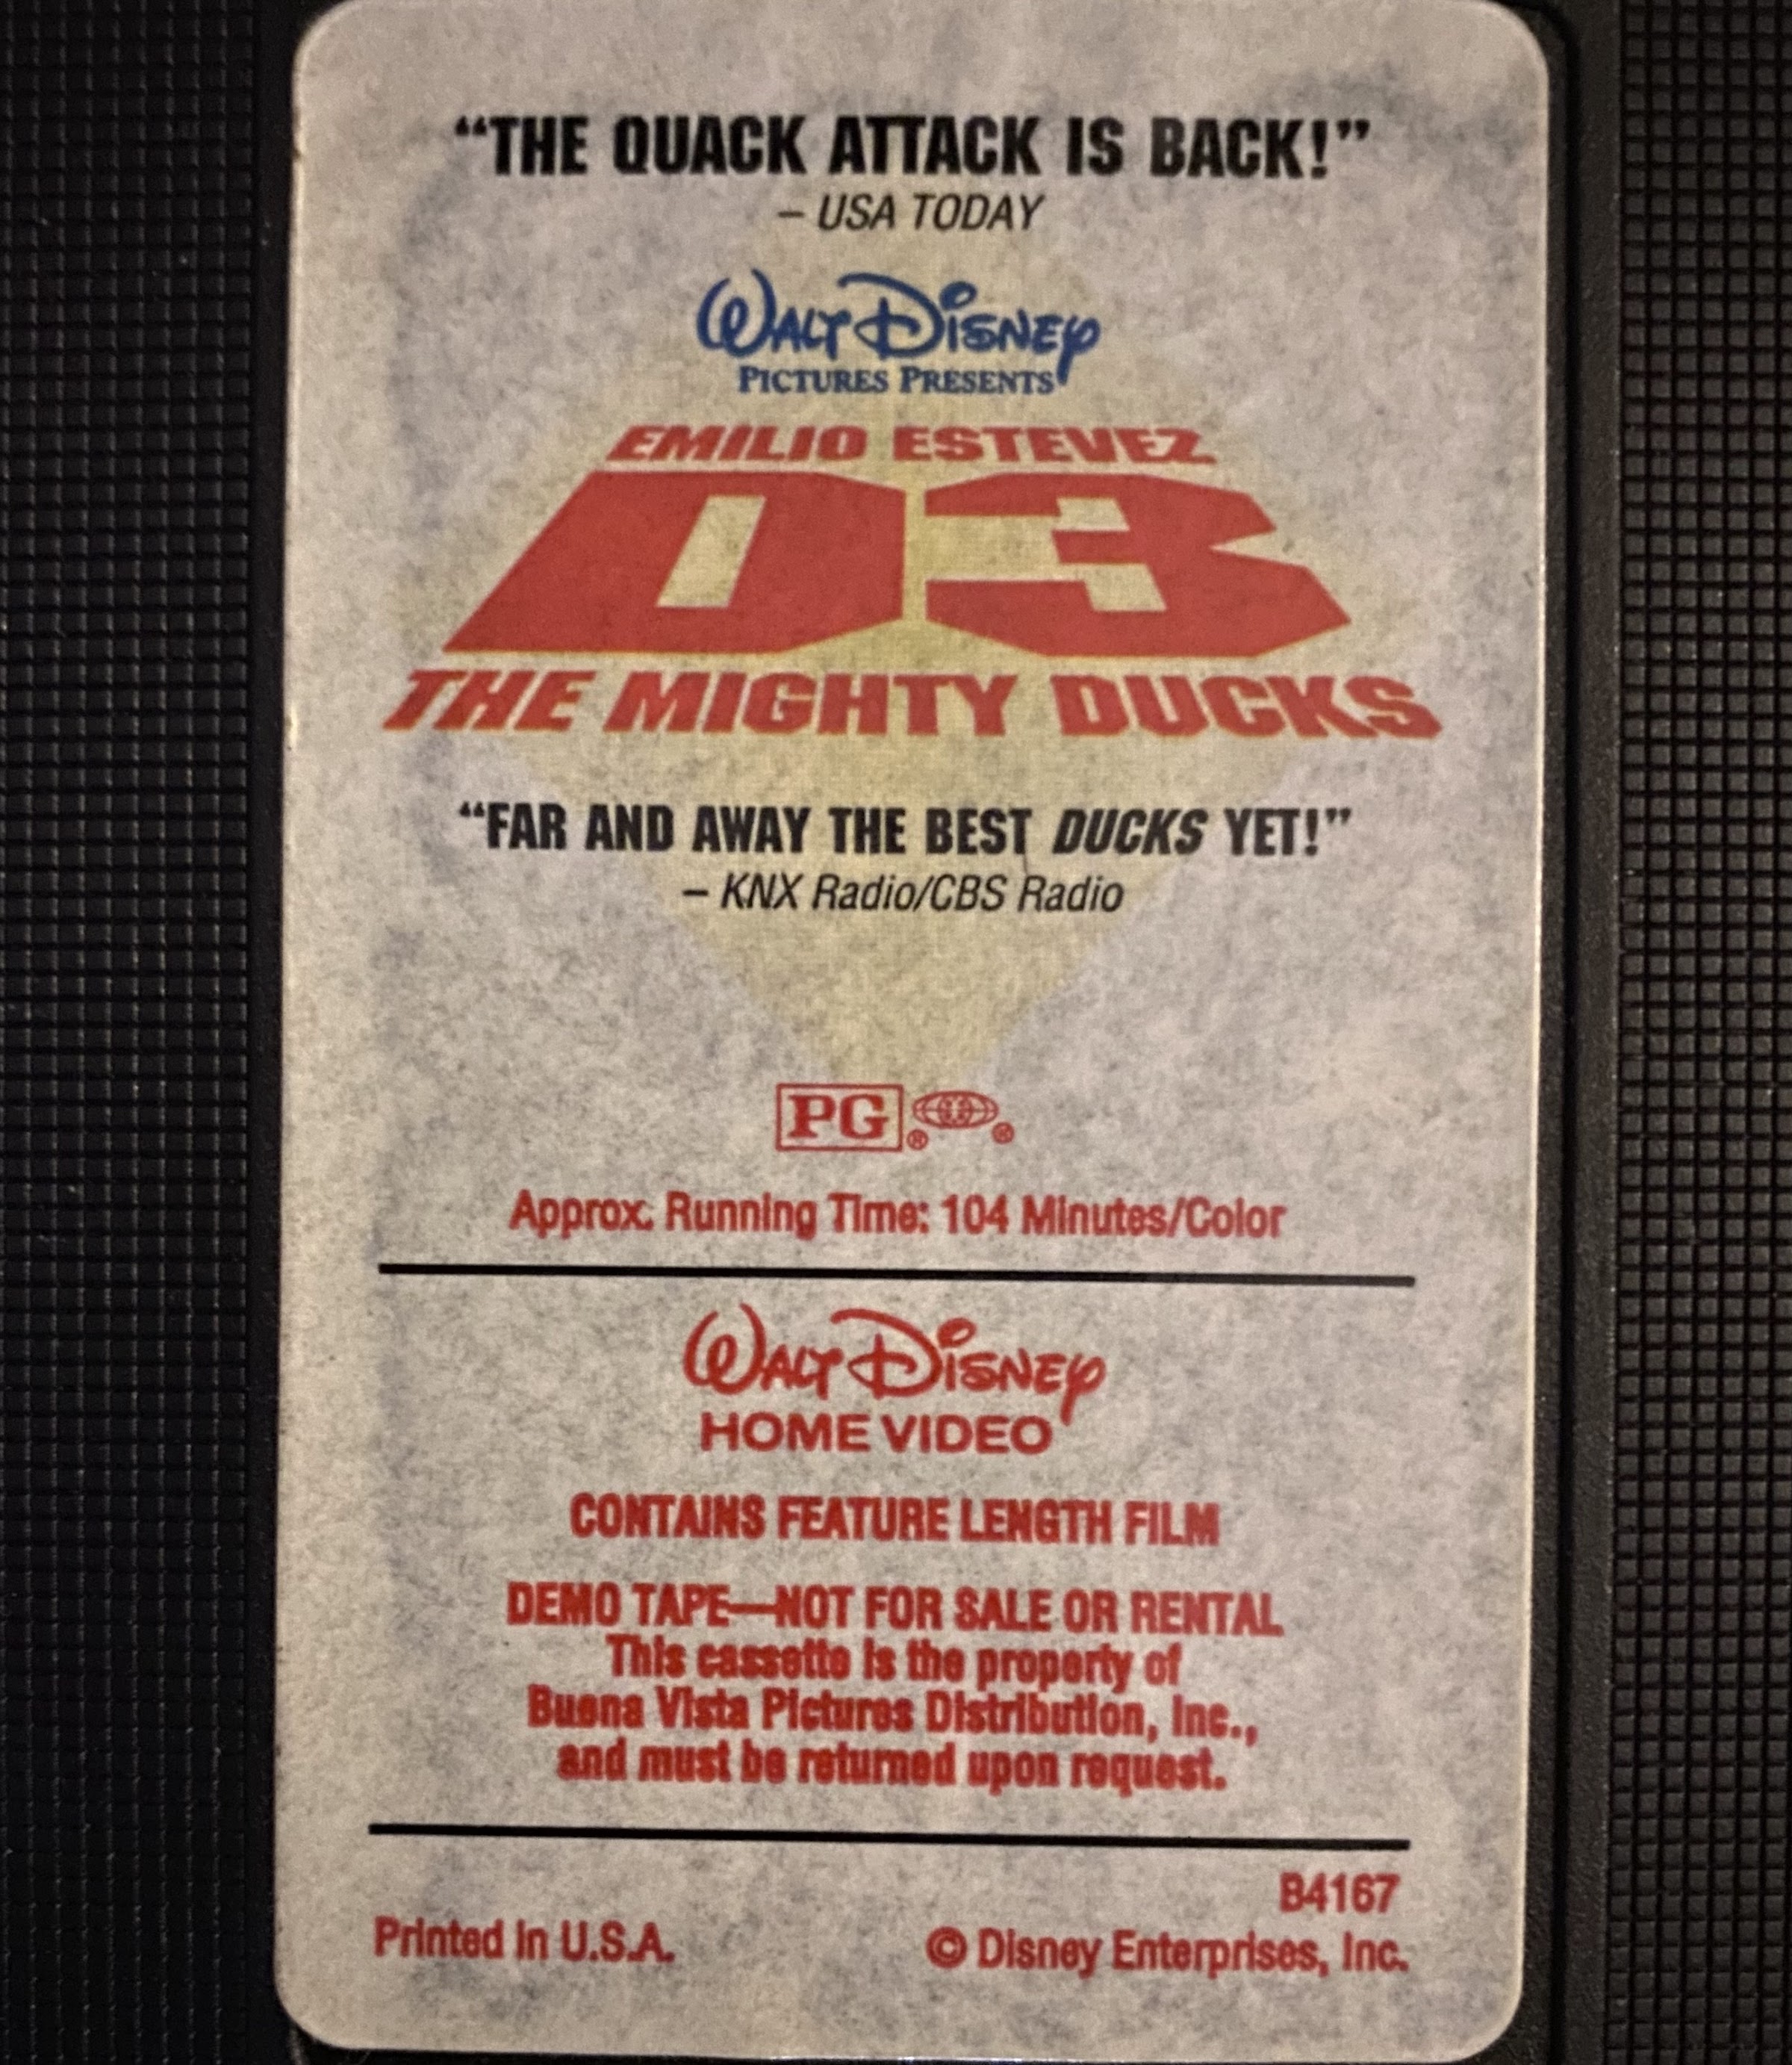 “THE QUACK ATTACK IS BACK!”
– USA TODAY
WALT DISNEY
PICTURES PRESENTS
EMILIO ESTEVEZ
D3
THE MIGHTY DUCKS
“FAR AND AWAY THE BEST DUCKS YET!”
– KNX Radio/CBS Radio
PG® ®
Approx. Running Time: 104 Minutes/Color
WALT DISNEY
HOME VIDEO
CONTAINS FEATURE LENGTH FILM
DEMO TAPE—NOT FOR SALE OR RENTAL
This cassette is the property of
Buena Vista Pictures Distribution, Inc.,
and must be returned upon request.
B4167
Printed in U.S.A. © Disney Enterprises, Inc.